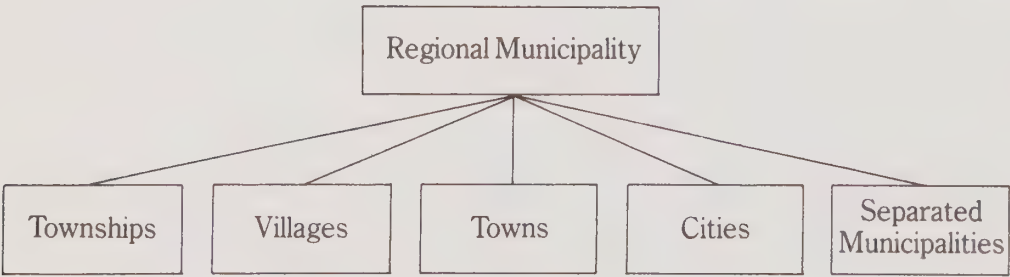 Regional Municipality
Townships
Villages
Towns
Cities
Separated
Municipalities